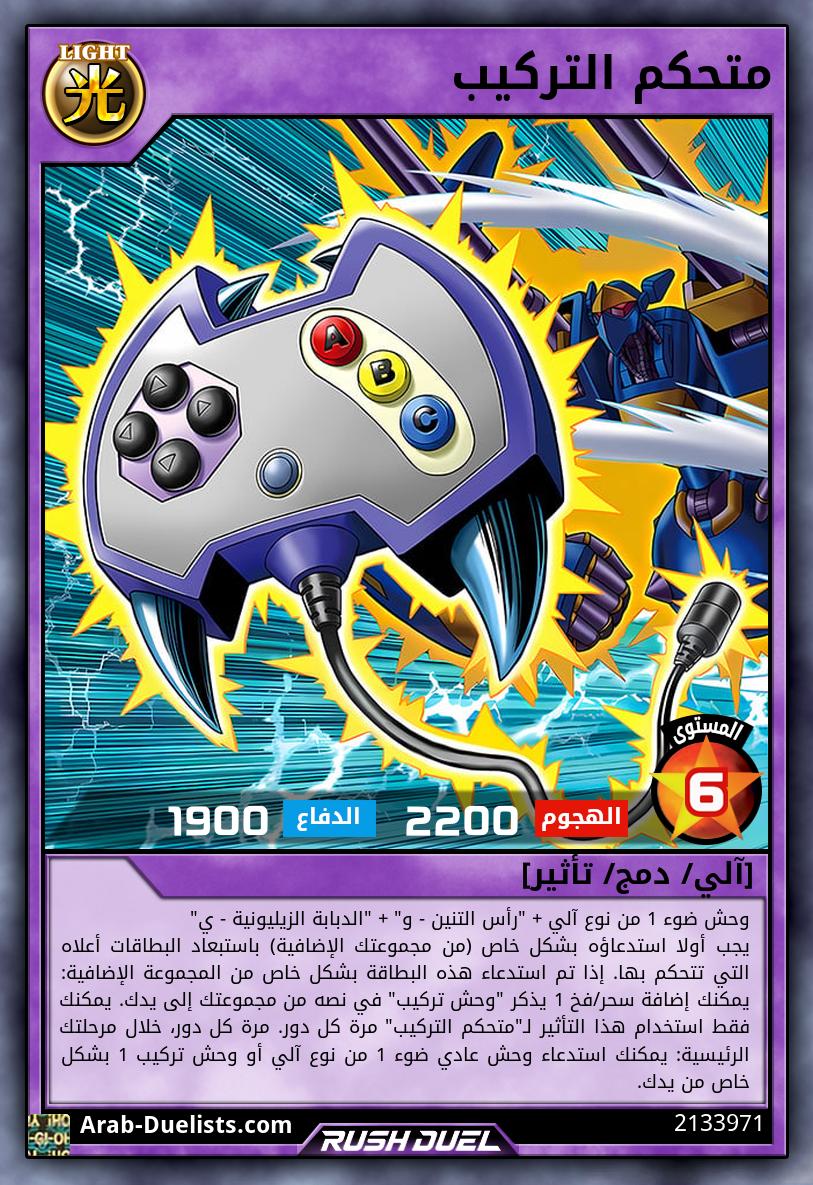 LIGHT
光
متحكم التركيب
A
B
C
المستوى
6
الهجوم 2200 الدفاع 1900
[آلي/ دمج/ تأثير]
وحش ضوء 1 من نوع آلي + "رأس التنين - و" + "الدبابة الزيليونية - ي"
يجب أولا استدعاؤه بشكل خاص (من مجموعتك الإضافية) باستبعاد البطاقات أعلاه
التي تتحكم بها. إذا تم استدعاء هذه البطاقة بشكل خاص من المجموعة الإضافية:
يمكنك إضافة سحر/فخ 1 يذكر "وحش تركيب" في نصه من مجموعتك إلى يدك. يمكنك
فقط استخدام هذا التأثير لـ"متحكم التركيب" مرة كل دور. مرة كل دور، خلال مرحلتك
الرئيسية: يمكنك استدعاء وحش عادي ضوء 1 من نوع آلي أو وحش تركيب 1 بشكل
خاص من يدك.
Arab-Duelists.com
RUSH DUEL
2133971